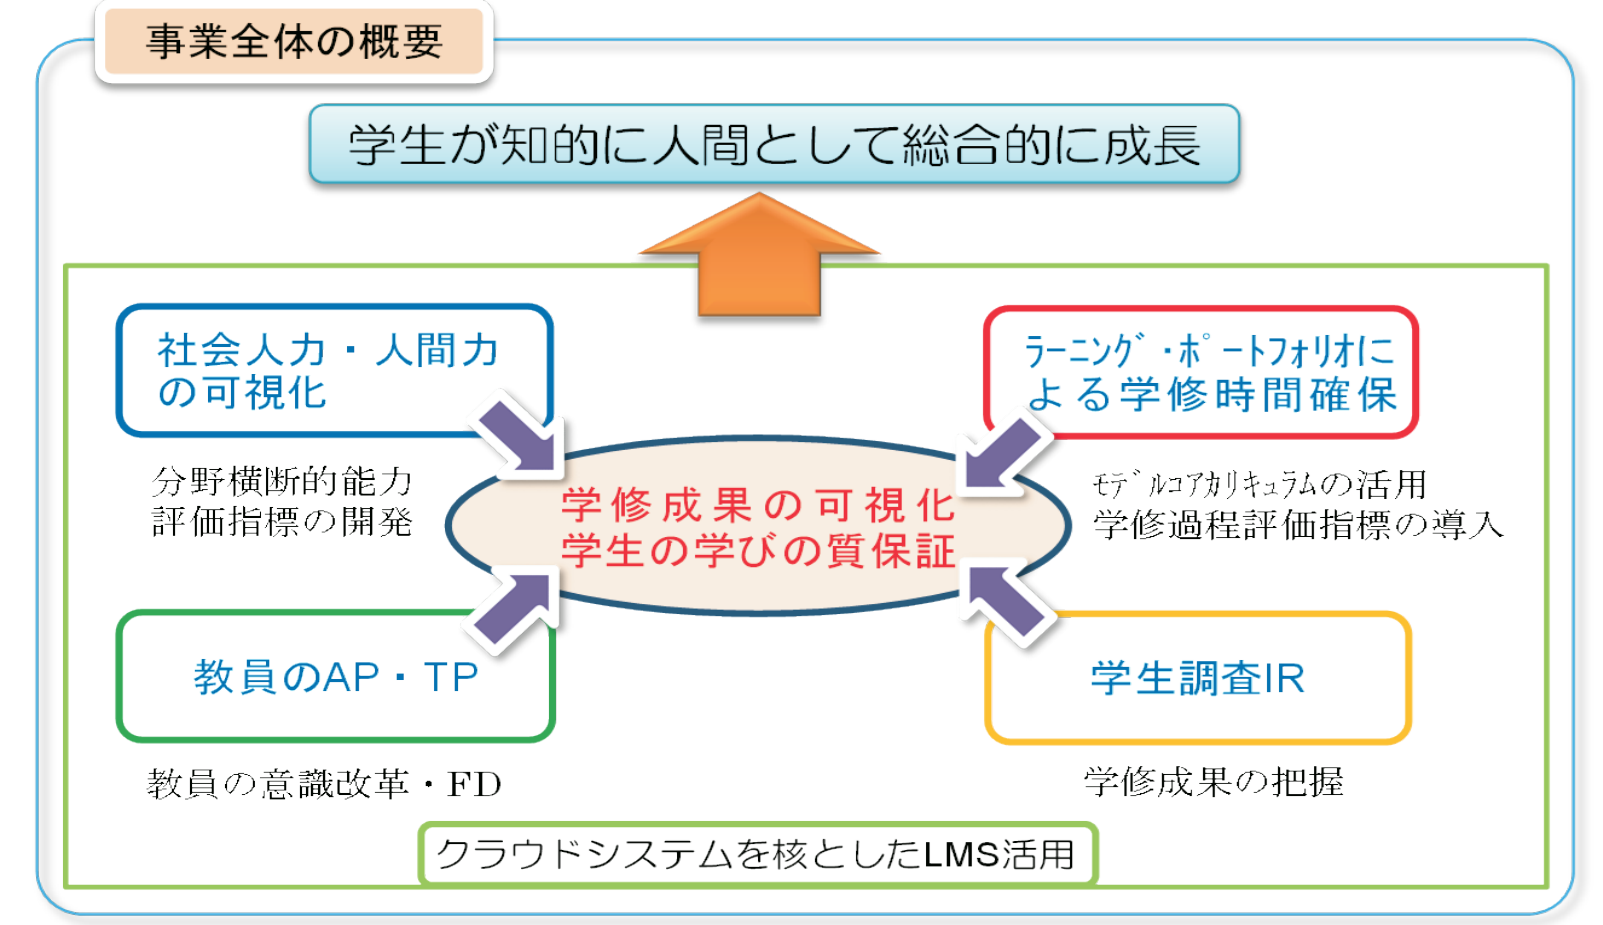 事業全体の概要
学生が知的に人間として総合的に成長
社会人力・人間力
の可視化
ﾗｰﾆﾝｸﾞ・ﾎﾟｰﾄﾌｫﾘｵに
よる学修時間確保
分野横断的能力
評価指標の開発
学修成果の可視化
学生の学びの質保証
ﾓﾃﾞﾙｺｱｶﾘｷｭﾗﾑの活用
学修過程評価指標の導入
教員のAP・TP
学生調査IR
教員の意識改革・FD
学修成果の把握
クラウドシステムを核としたLMS活用